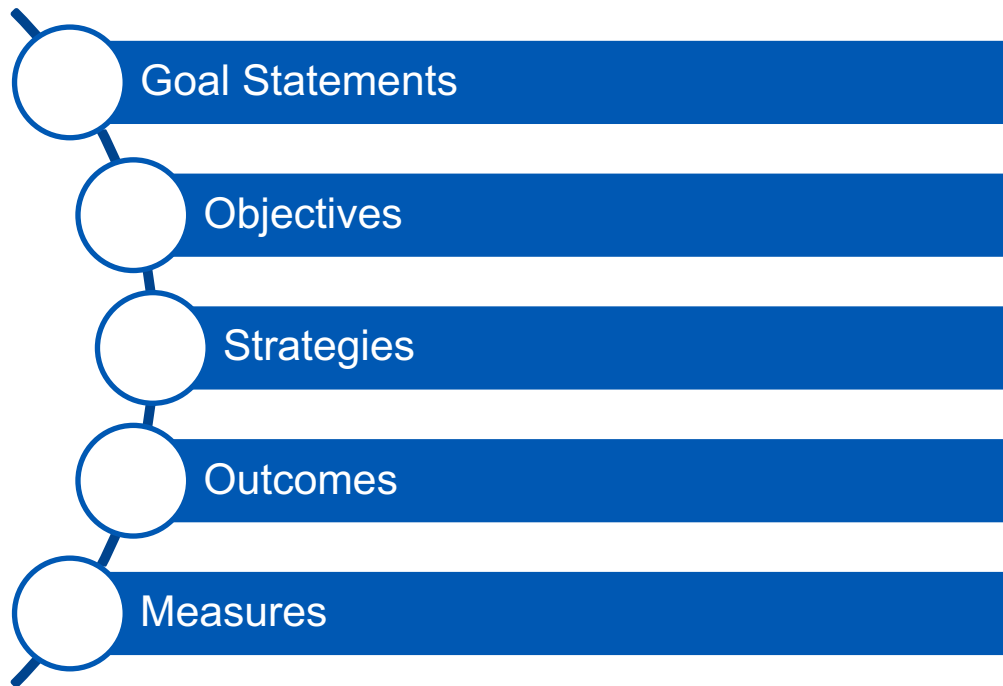 Goal Statements
Objectives
Strategies
Outcomes
Measures